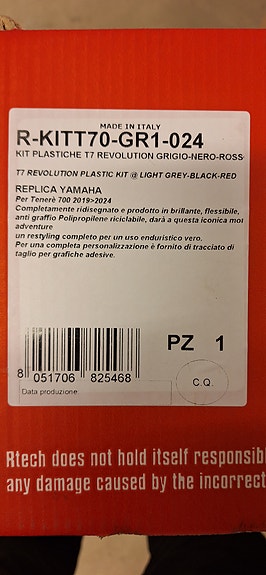 MADE IN ITALY
R-KITT70-GR1-024
KIT PLASTICHE T7 REVOLUTION GRIGIO-NERO-ROSS
T7 REVOLUTION PLASTIC KIT @ LIGHT GREY-BLACK-RED
REPLICA YAMAHA
Per Tenerè 700 2019>2024
Completamente ridisegnato e prodotto in brillante, flessibile,
anti graffio Polipropilene riciclabile, darà a questa iconica mot
adventure
un restyling completo per un uso enduristico vero.
Per una completa personalizzazione è fornito di tracciato di
taglio per grafiche adesive.
PZ 1
8 051706 825468
C.Q.
Data produzione
Rtech does not hold itself responsib
any damage caused by the incorrect